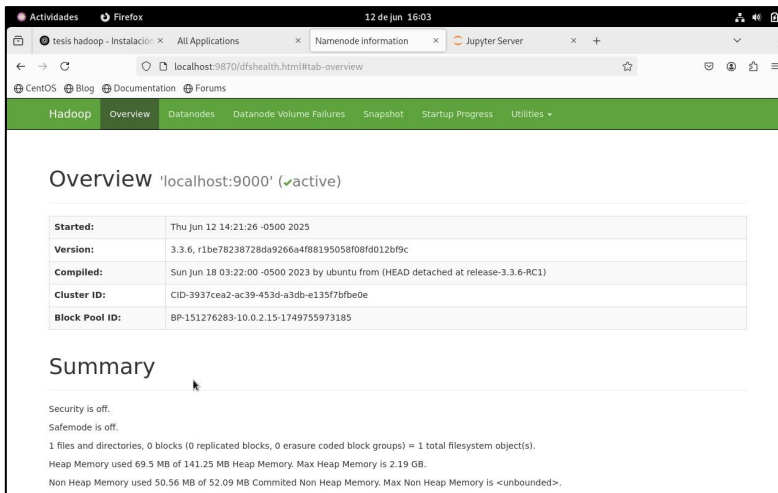 Actividades Firefox 12 de jun 16:03
tesis hadoop - Instalación All Applications Namenode information Jupyter Server
localhost:9870/dfshealth.html#tab-overview
CentOS Blog Documentation Forums
Hadoop Overview Datanodes Datanode Volume Failures Snapshot Startup Progress Utilities
Overview 'localhost:9000' (✔active)
Started: Thu Jun 12 14:21:26 -0500 2025
Version: 3.3.6, r1be78238728da9266a4f88195058f08fd012bf9c
Compiled: Sun Jun 18 03:22:00 -0500 2023 by ubuntu from (HEAD detached at release-3.3.6-RC1)
Cluster ID: CID-3937cea2-ac39-453d-a3db-e135f7bfbe0e
Block Pool ID: BP-151276283-10.0.2.15-1749755973185
Summary
Security is off.
Safemode is off.
1 files and directories, 0 blocks (0 replicated blocks, 0 erasure coded block groups) = 1 total filesystem object(s).
Heap Memory used 69.5 MB of 141.25 MB Heap Memory. Max Heap Memory is 2.19 GB.
Non Heap Memory used 50.56 MB of 52.09 MB Commited Non Heap Memory. Max Non Heap Memory is <unbounded>.